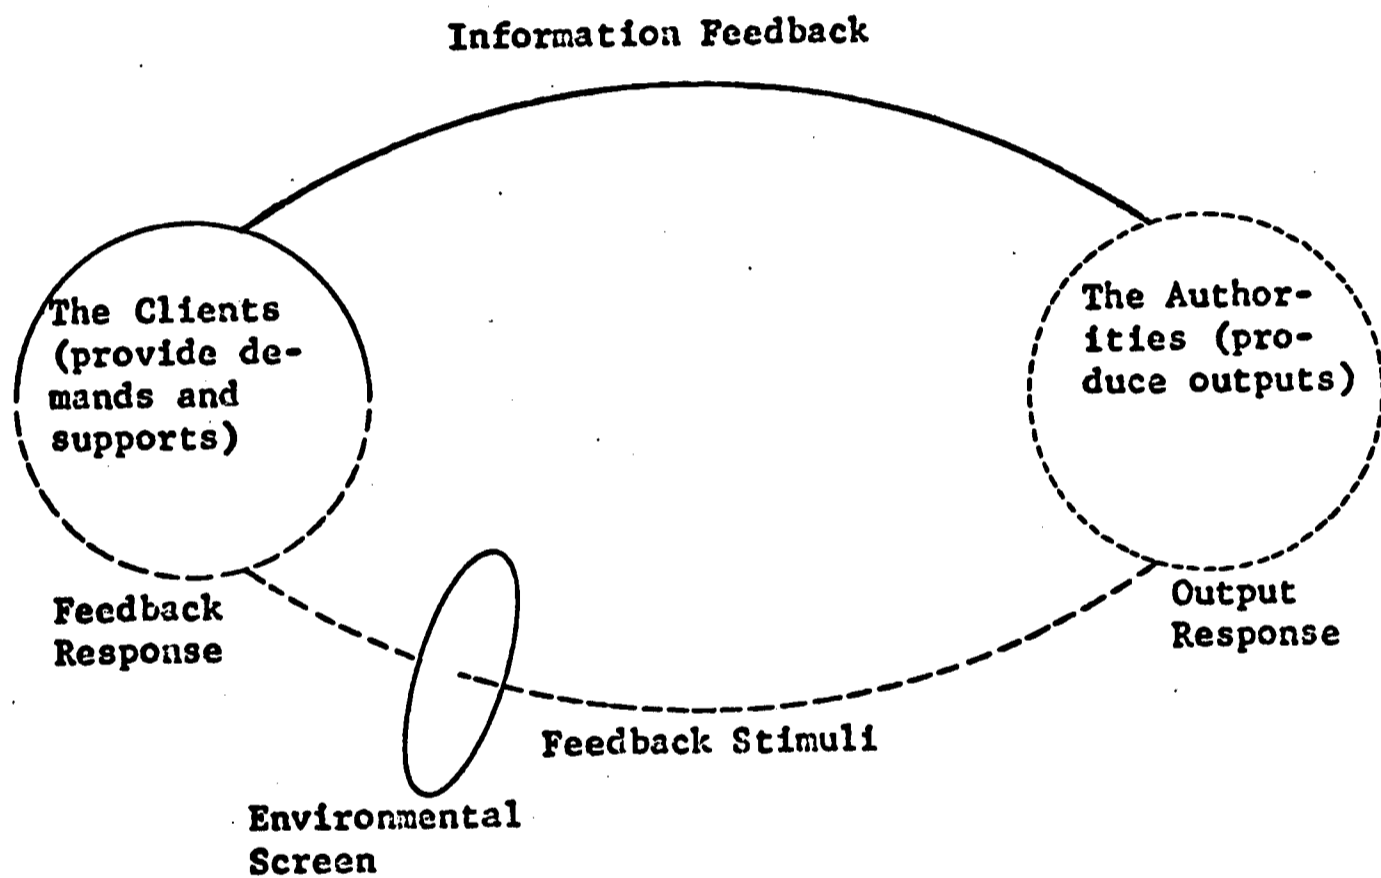 Information Feedback
The Clients
(provide de-
mands and
supports)
The Author-
ities (pro-
duce outputs)
Feedback
Response
Output
Response
Feedback Stimuli
Environmental
Screen